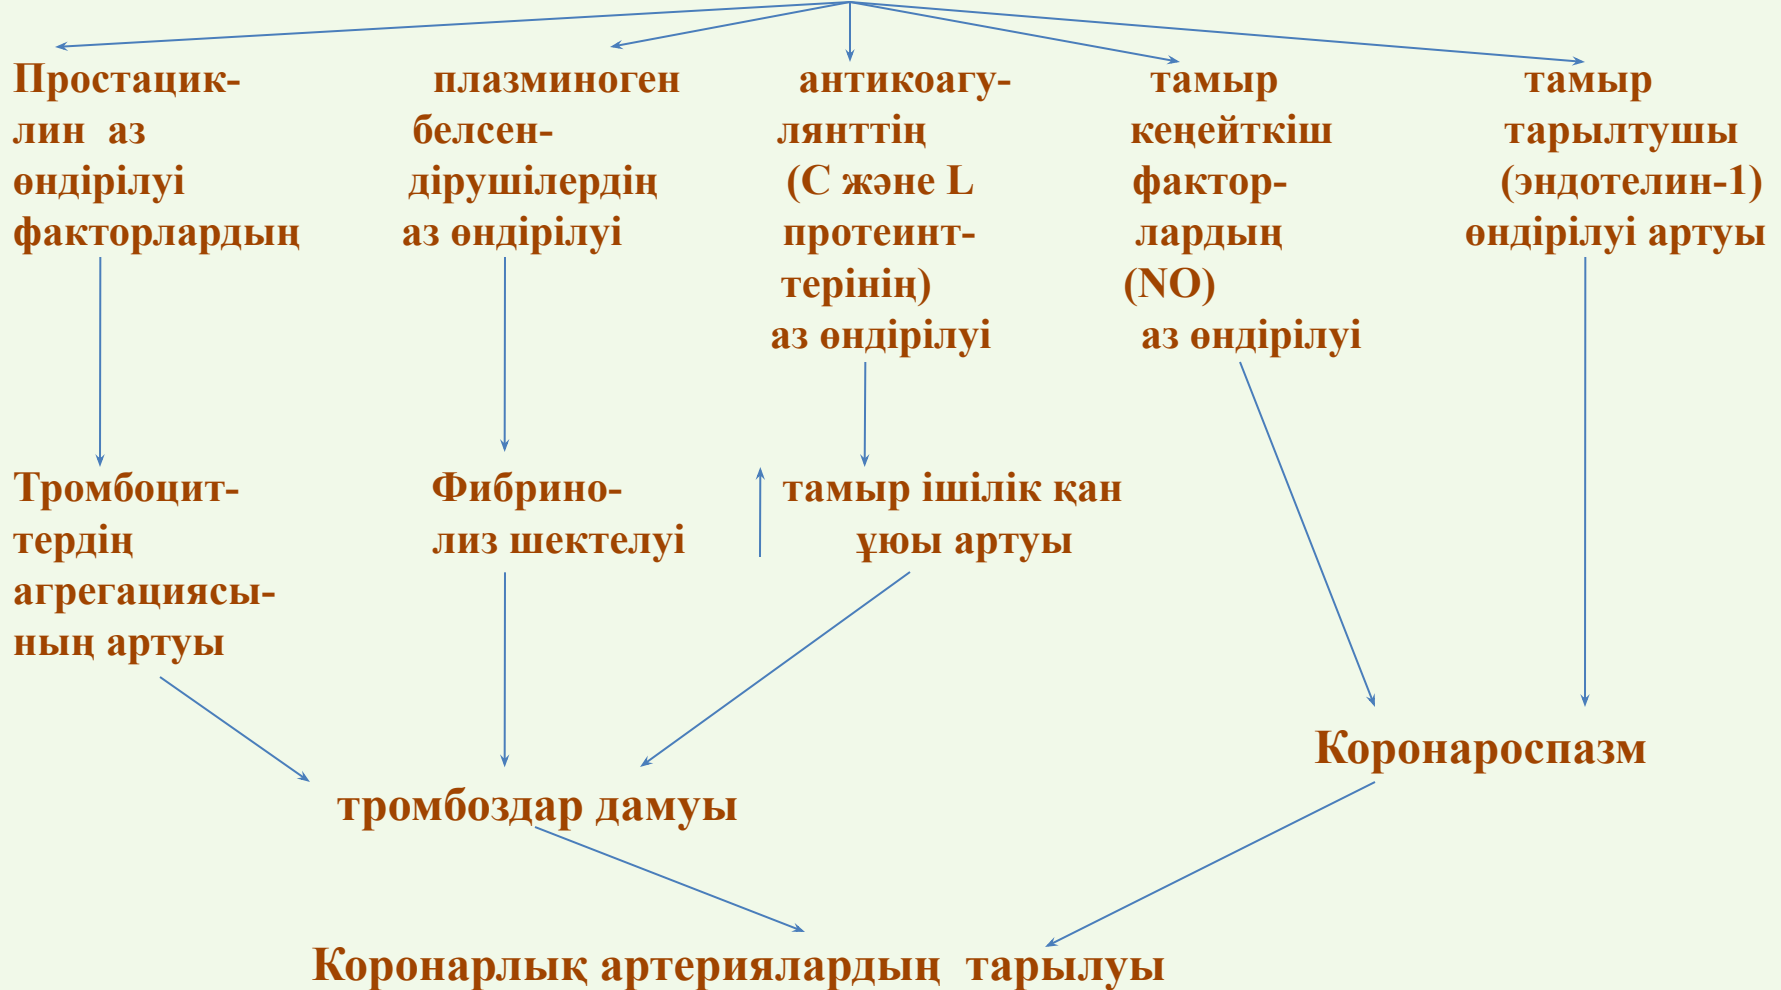 Простацик-
лин аз
өндірілуі
факторлардың
плазминоген
белсен-
дірушілердің
аз өндірілуі
антикоагу-
лянттің
(С және L
протеинт-
терінің)
аз өндірілуі
тамыр
кеңейткіш
фактор-
лардың
(NO)
аз өндірілуі
тамыр
тарылтушы
(эндотелин-1)
өндірілуі артуы
Тромбоцит-
тердің
агрегациясы-
ның артуы
Фибрино-
лиз шектелуі
тамыр ішілік қан
ұюы артуы
Коронароспазм
тромбоздар дамуы
Коронарлық артериялардың тарылуы